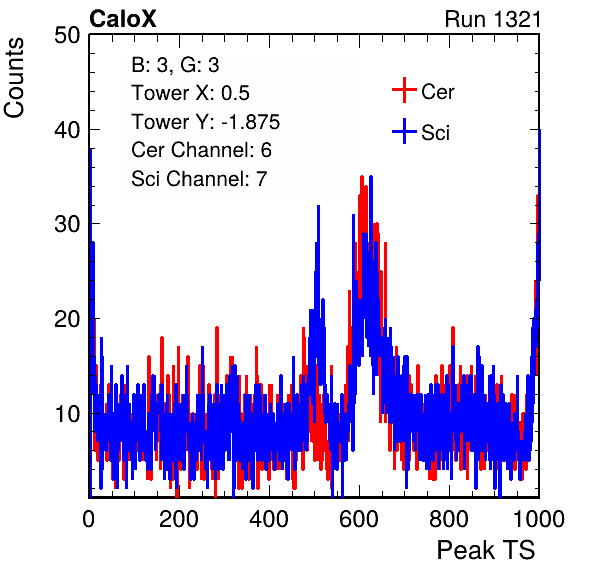 CaloX Run 1321
Counts
50
40
30
20
10
B: 3, G: 3
Tower X: 0.5
Tower Y: -1.875
Cer Channel: 6
Sci Channel: 7
Cer
Sci
0 200 400 600 800 1000
Peak TS